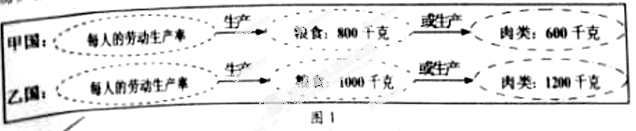 甲国： 每人的劳动生产率 生产 粮食：800千克 或生产 肉类：600千克
乙国： 每人的劳动生产率 生产 粮食：1000千克 或生产 肉类：1200千克
图1